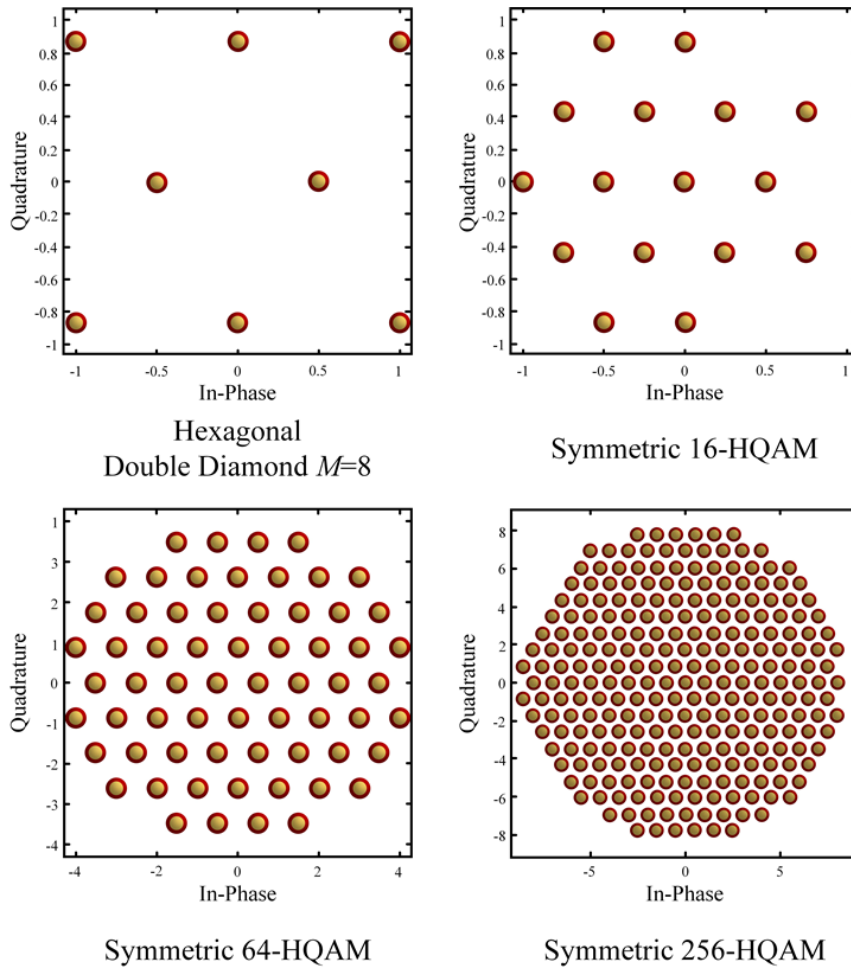 1
0.8
0.6
0.4
0.2
0
-0.2
-0.4
-0.6
-0.8
-1
Quadrature
-1 -0.5 0 0.5 1
In-Phase
Hexagonal
Double Diamond M=8
1
0.8
0.6
0.4
0.2
0
-0.2
-0.4
-0.6
-0.8
-1
Quadrature
-1 -0.5 0 0.5 1
In-Phase
Symmetric 16-HQAM
1
3
2
1
0
-1
-2
-3
-4
Quadrature
-4 -2 0 2 4
In-Phase
Symmetric 64-HQAM
8
6
4
2
0
-2
-4
-6
-8
Quadrature
-5 0 5
In-Phase
Symmetric 256-HQAM